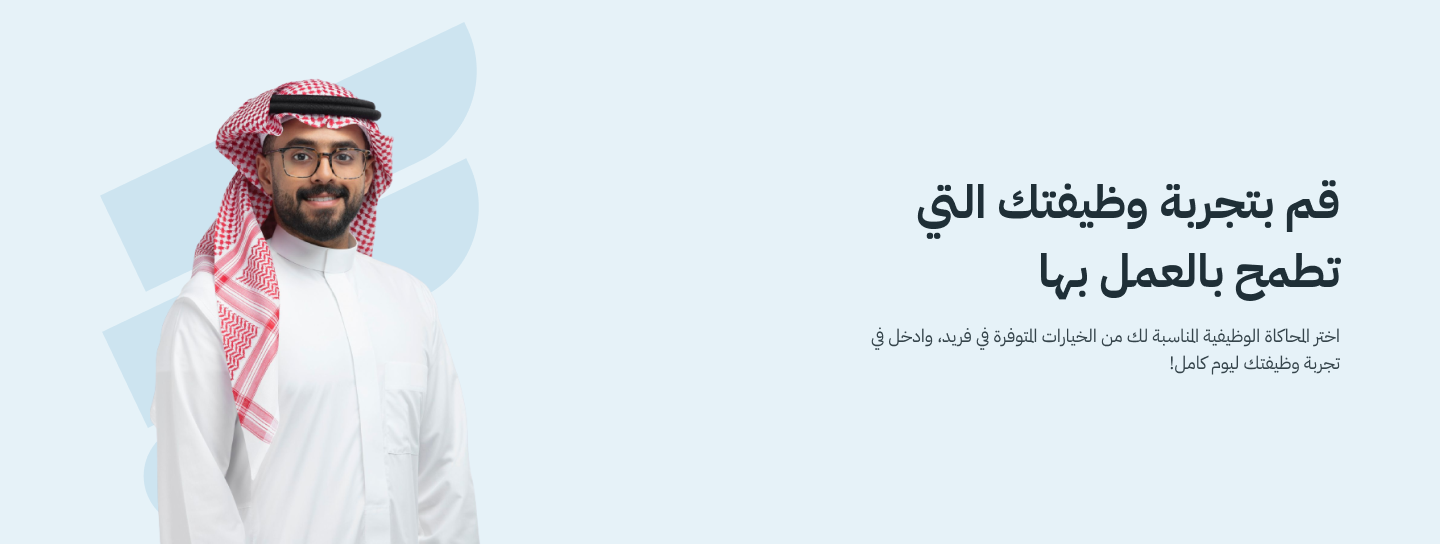 قم بتجربة وظيفتك التي
تطمح بالعمل بها
اختر المحاكاة الوظيفية المناسبة لك من الخيارات المتوفرة في فريد، وادخل في
تجربة وظيفتك ليوم كامل!